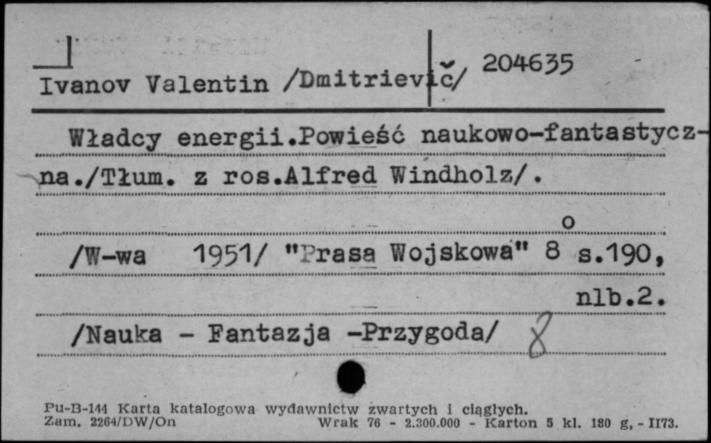 Ivanov Valentin /Dmitrievič/ 204635
Władcy energii.Powieść naukowo-fantastycz-
na./Tłum. z ros.Alfred Windholz/.
/W-wa 1951/ "Prasa Wojskowa" 8° s.190,
nlb.2.
/Nauka - Fantazja -Przygoda/ 8
Pu-B-144 Karta katalogowa wydawnictw zwartych i ciągłych.
Zam. 2264/DW/On Wrak 76 - 2.300.000 - Karton 5 kl. 180 g, - II73.